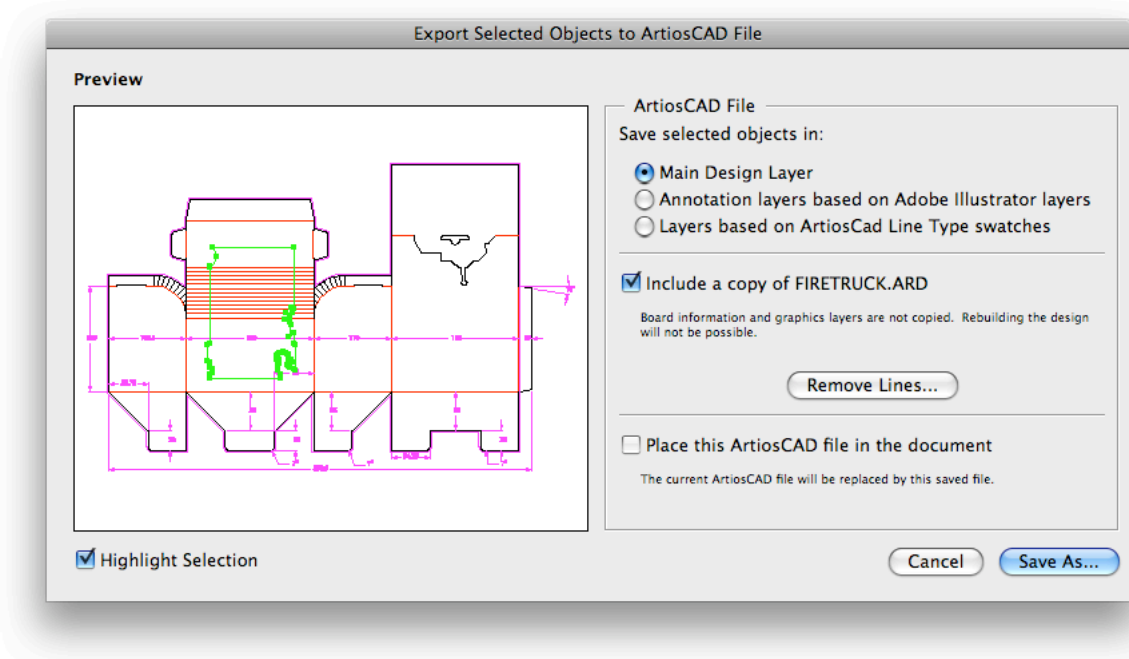 Export Selected Objects to ArtiosCAD File
Preview
ArtiosCAD File
Save selected objects in:
Main Design Layer
Annotation layers based on Adobe Illustrator layers
Layers based on ArtiosCad Line Type swatches
Include a copy of FIRETRUCK.ARD
Board information and graphics layers are not copied. Rebuilding the design
will not be possible.
Remove Lines...
Place this ArtiosCAD file in the document
The current ArtiosCAD file will be replaced by this saved file.
Highlight Selection
Cancel
Save As...